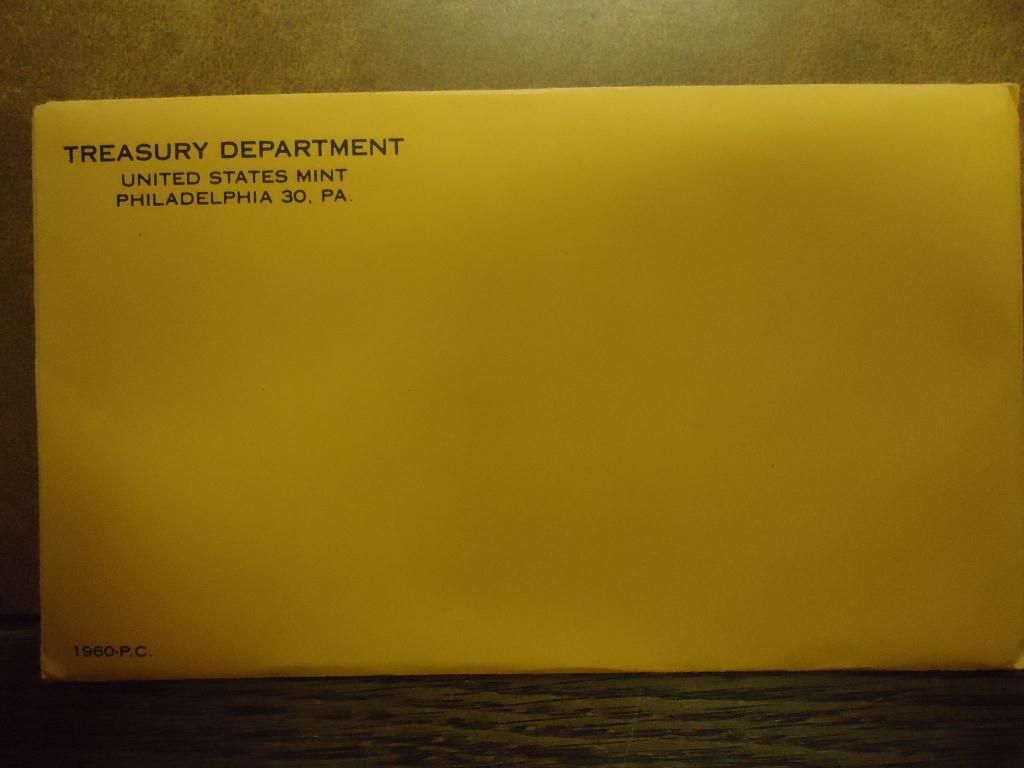 TREASURY DEPARTMENT
UNITED STATES MINT
PHILADELPHIA 30, PA.
1960-P.C.